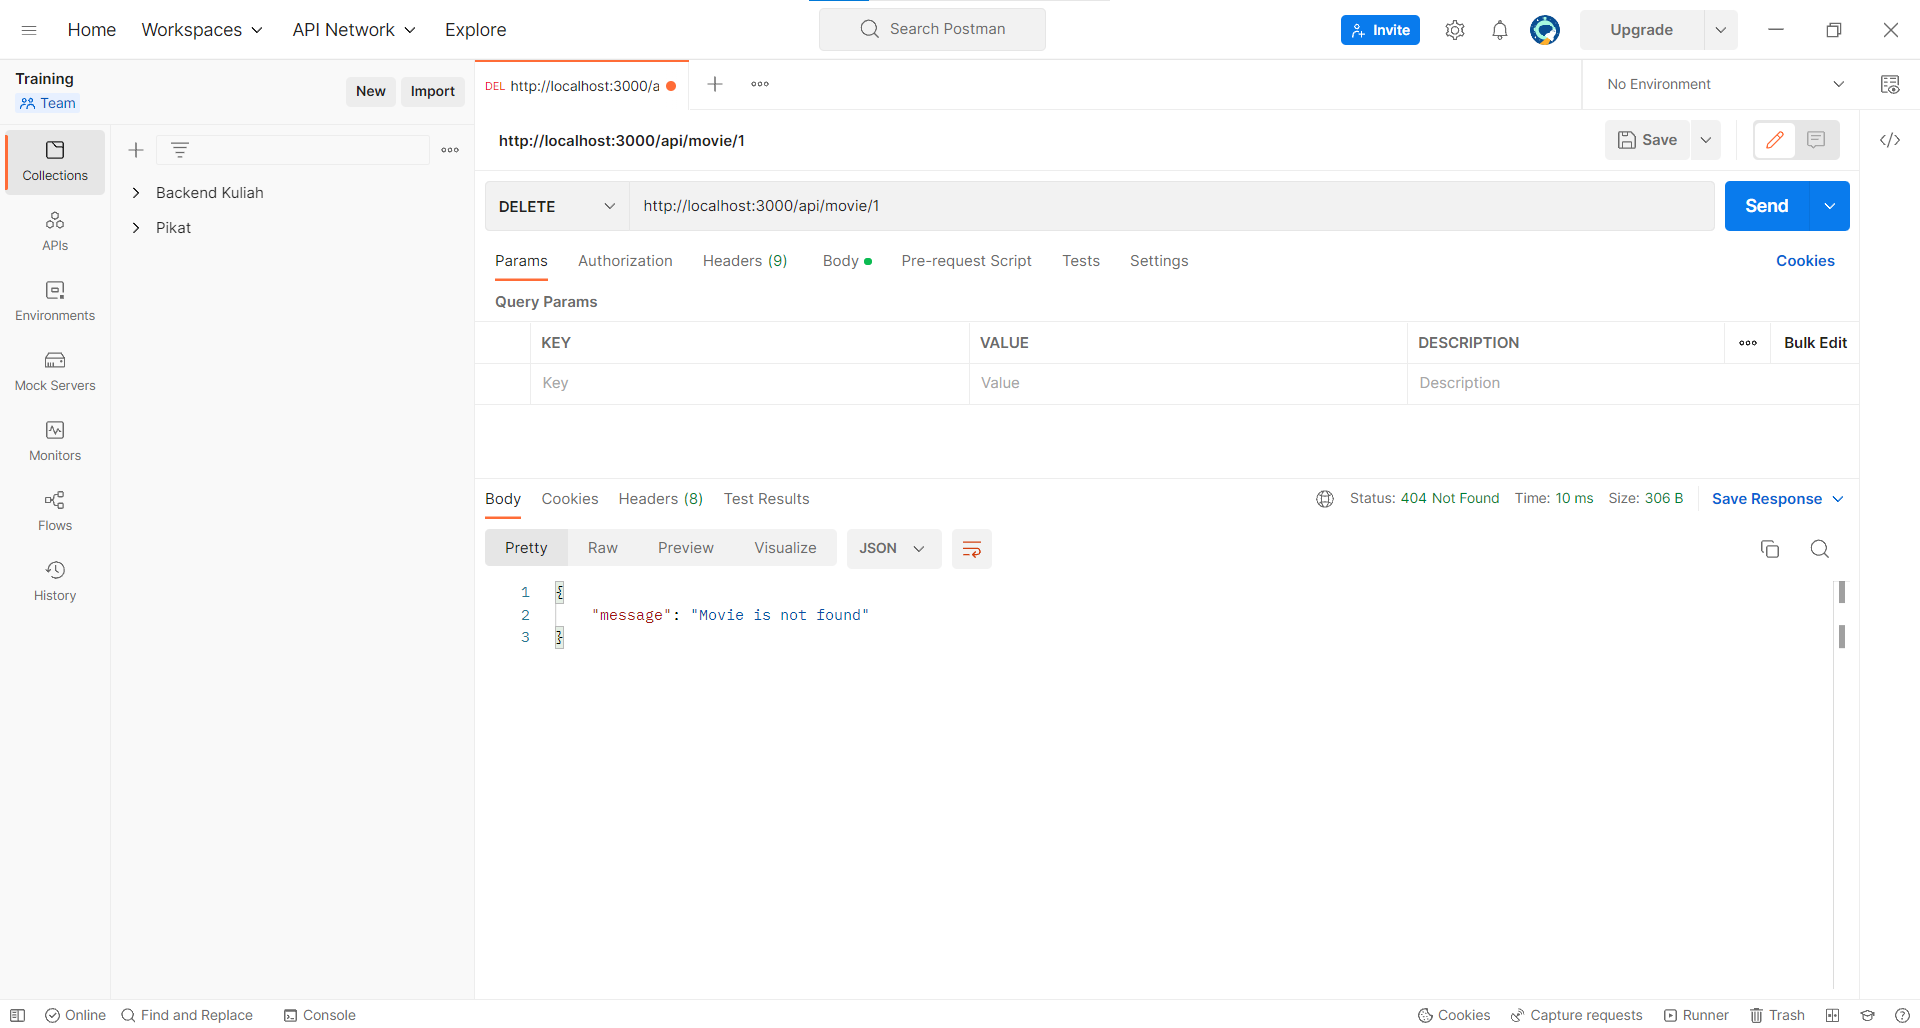 Home Workspaces API Network Explore Search Postman Invite Upgrade
Training
Team
New Import
DEL http://localhost:3000/a
No Environment
http://localhost:3000/api/movie/1
Save
Collections
APIs
Environments
Mock Servers
Monitors
Flows
History
Backend Kuliah
Pikat
DELETE http://localhost:3000/api/movie/1 Send
Params Authorization Headers (9) Body Pre-request Script Tests Settings Cookies
Query Params
KEY VALUE DESCRIPTION Bulk Edit
Key Value Description
Body Cookies Headers (8) Test Results Status: 404 Not Found Time: 10 ms Size: 306 B Save Response
Pretty Raw Preview Visualize JSON
1 {
2 "message": "Movie is not found"
3 }
Online Find and Replace Console Cookies Capture requests Runner Trash